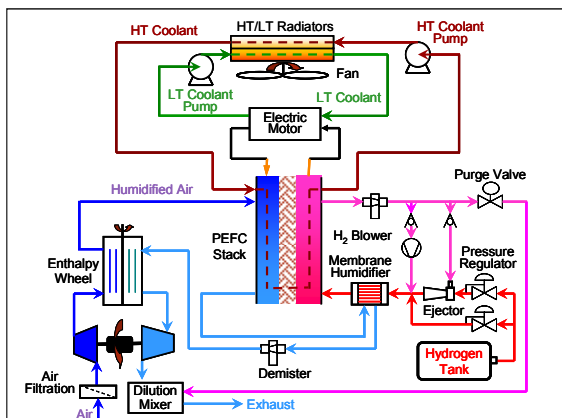 HT Coolant
HT/LT Radiators
HT Coolant
Pump
Fan
LT Coolant
Pump
LT Coolant
Electric
Motor
Purge Valve
Humidified Air
H2 Blower
PEFC
Stack
Membrane
Humidifier
Pressure
Regulator
Enthalpy
Wheel
Ejector
Hydrogen
Tank
Demister
Air
Filtration
Dilution
Mixer
Exhaust
Air